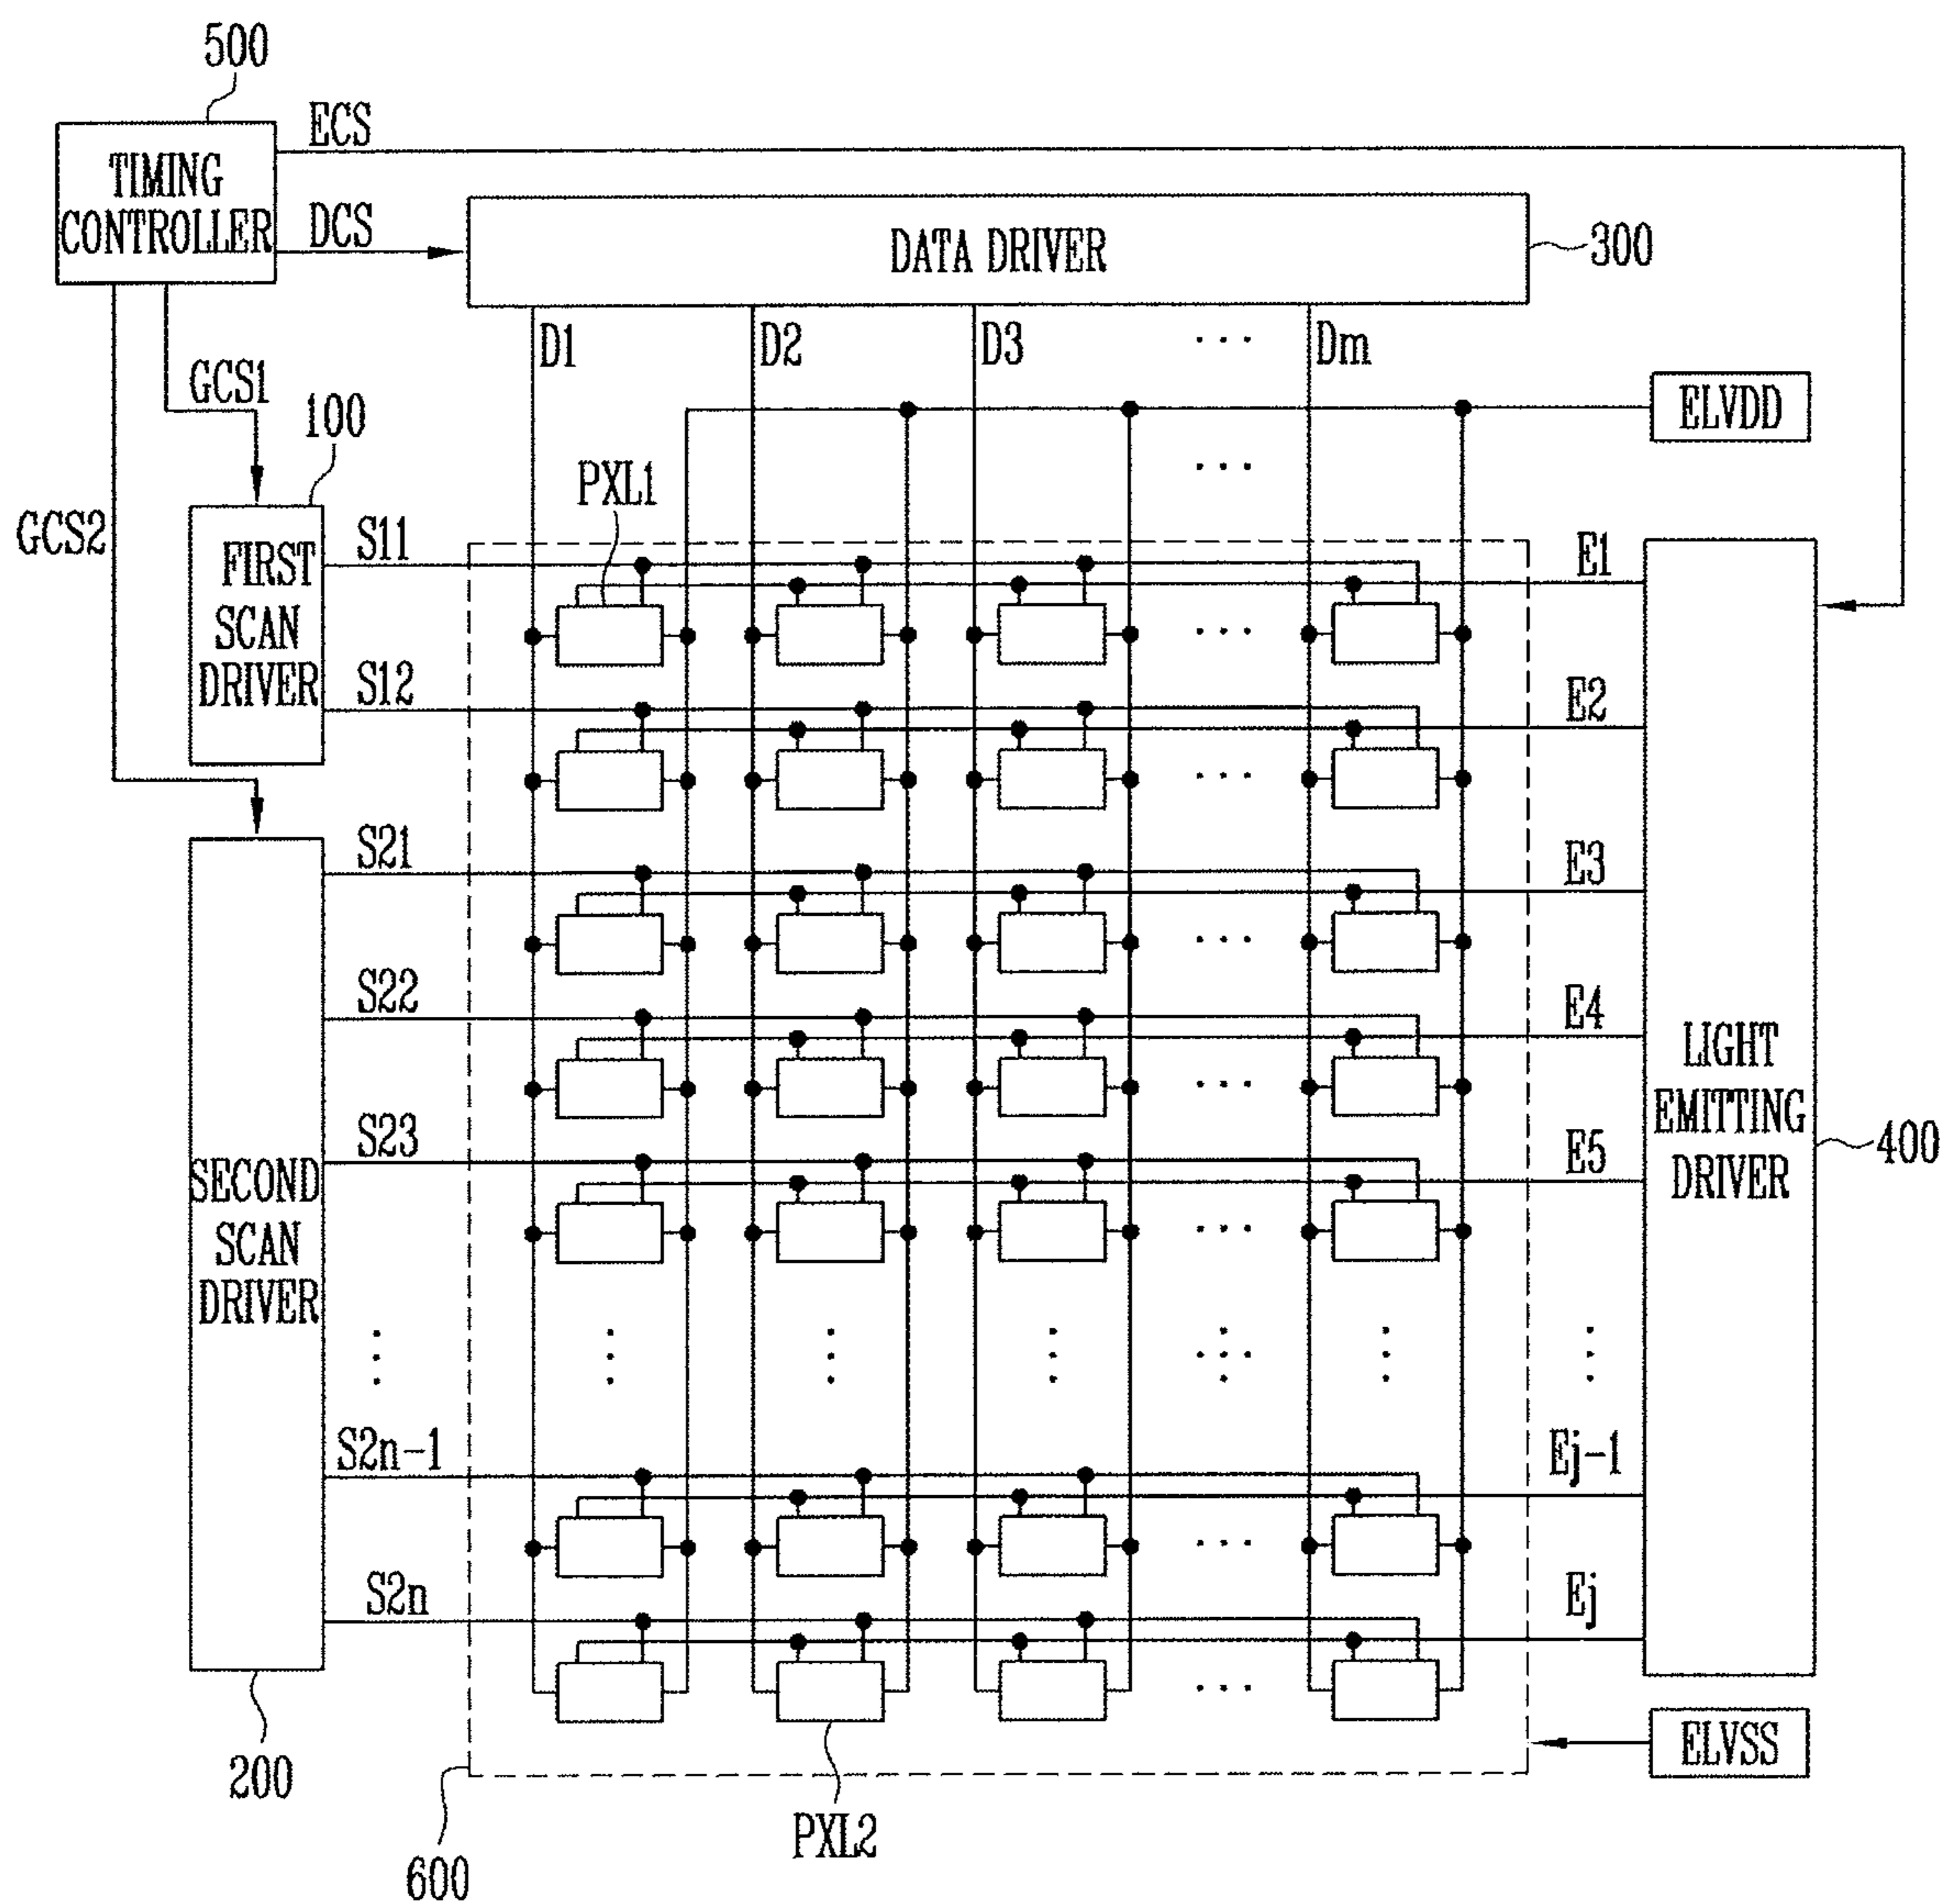 500
ECS
TIMING
CONTROLLER
DCS
DATA DRIVER
300
D1
D2
D3
...
Dm
GCS1
ELVDD
100
...
PXL1
GCS2
S11
E1
FIRST
SCAN
DRIVER
...
S12
E2
...
S21
E3
...
S22
E4
LIGHT
EMITTING
DRIVER
...
400
S23
E5
SECOND
SCAN
DRIVER
...
S2n-1
Ej-1
...
S2n
Ej
...
200
ELVSS
PXL2
600